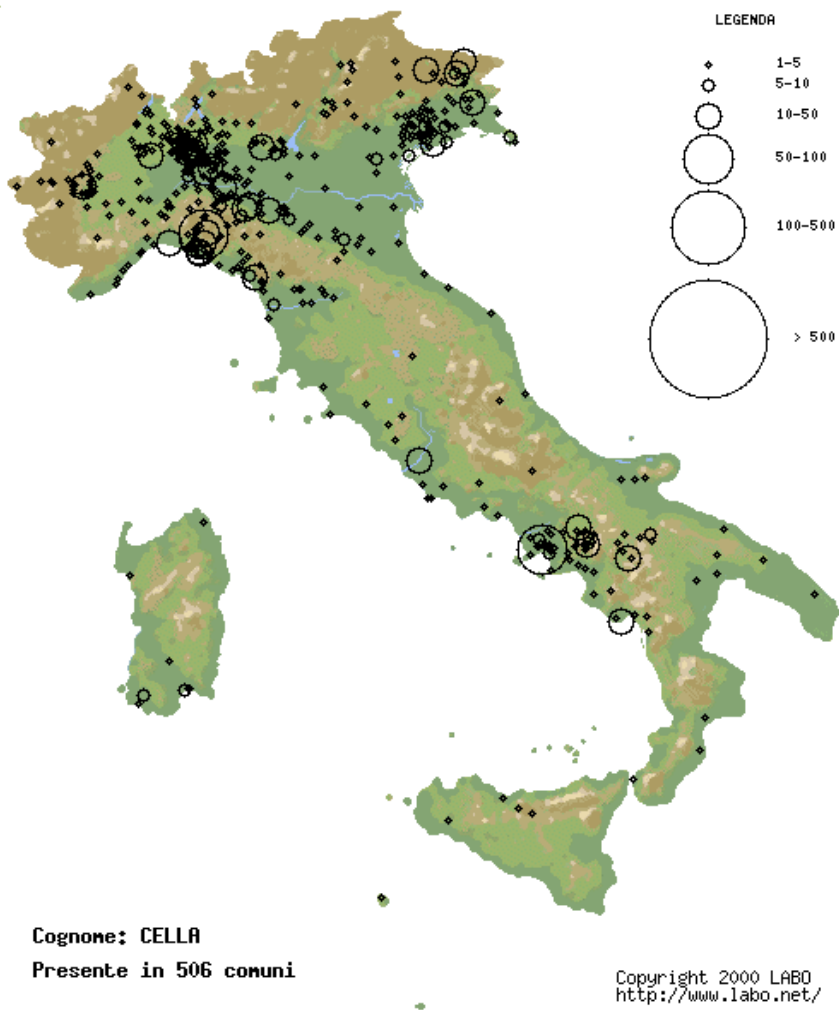 LEGENDA
1-5
5-10
10-50
50-100
100-500
> 500
Cognome: CELLA
Presente in 506 comuni
Copyright 2000 LABO
http://www.labo.net/